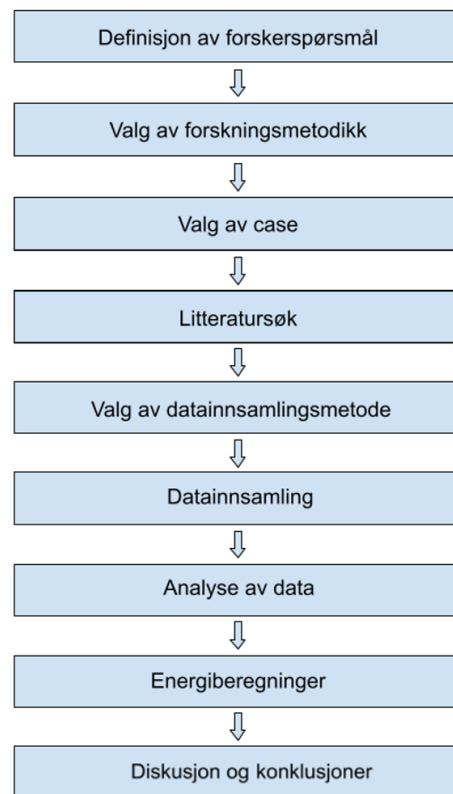 Definisjon av forskerspørsmål
Valg av forskningsmetodikk
Valg av case
Litteratursøk
Valg av datainnsamlingsmetode
Datainnsamling
Analyse av data
Energiberegninger
Diskusjon og konklusjoner